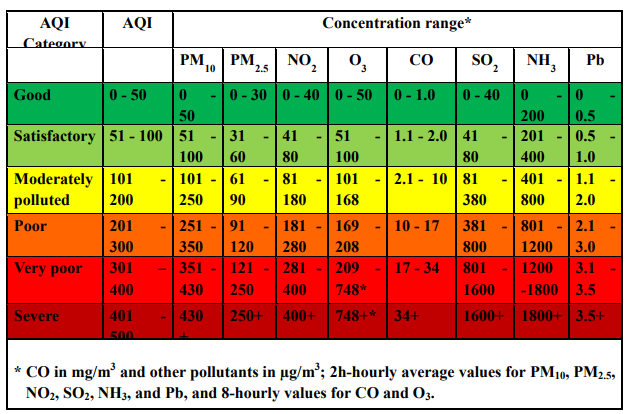 AQI Category AQI Concentration range*
PM10 PM2.5 NO2 O3 CO SO2 NH3 Pb
Good 0 - 50 0 - 50 0 - 30 0 - 40 0 - 50 0 - 1.0 0 - 40 0 - 200 0 - 0.5
Satisfactory 51 - 100 51 - 100 31 - 60 41 - 80 51 - 100 1.1 - 2.0 41 - 80 201 - 400 0.5 - 1.0
Moderately polluted 101 - 200 101 - 250 61 - 90 81 - 180 101 - 168 2.1 - 10 81 - 380 401 - 800 1.1 - 2.0
Poor 201 - 300 251 - 350 91 - 120 181 - 280 169 - 208 10 - 17 381 - 800 801 - 1200 2.1 - 3.0
Very poor 301 – 400 351 - 430 121 - 250 281 - 400 209 - 748* 17 - 34 801 - 1600 1200 -1800 3.1 - 3.5
Severe 401 - 500 430 + 250+ 400+ 748+* 34+ 1600+ 1800+ 3.5+
* CO in mg/m3 and other pollutants in µg/m3; 2h-hourly average values for PM10, PM2.5,
NO2, SO2, NH3, and Pb, and 8-hourly values for CO and O3.